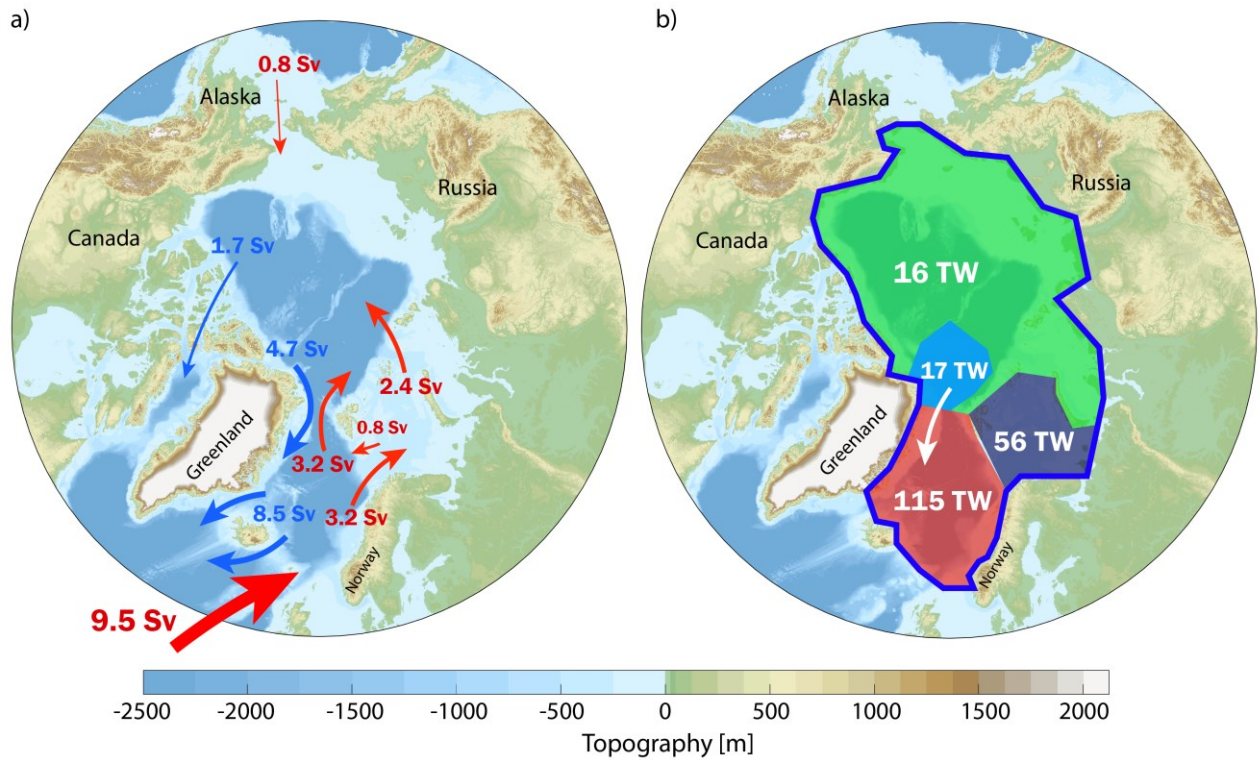 a)
0.8 Sv
Alaska
Russia
Canada
1.7 Sv
4.7 Sv
2.4 Sv
Greenland
0.8 Sv
3.2 Sv
8.5 Sv
3.2 Sv
Norway
9.5 Sv
b)
Alaska
Russia
Canada
16 TW
17 TW
Greenland
56 TW
115 TW
Norway
-2500 -2000 -1500 -1000 -500 0 500 1000 1500 2000
Topography [m]